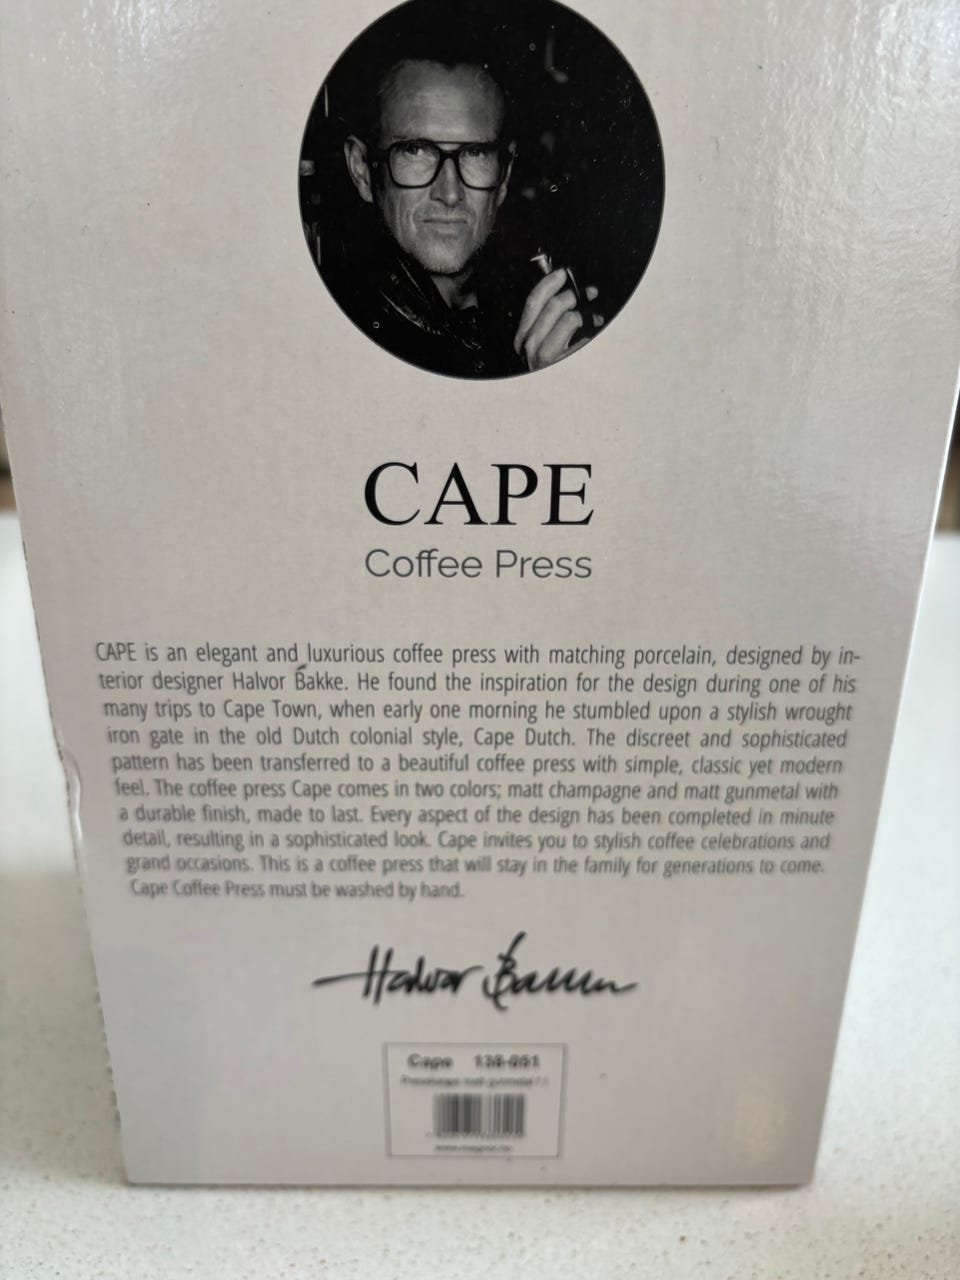 CAPE
Coffee Press
CAPE is an elegant and luxurious coffee press with matching porcelain, designed by in-
terior designer Halvor Bakke. He found the inspiration for the design during one of his
many trips to Cape Town, when early one morning he stumbled upon a stylish wrought
iron gate in the old Dutch colonial style, Cape Dutch. The discreet and sophisticated
pattern has been transferred to a beautiful coffee press with simple, classic yet modern
feel. The coffee press Cape comes in two colors; matt champagne and matt gunmetal with
a durable finish, made to last. Every aspect of the design has been completed in minute
detail, resulting in a sophisticated look. Cape invites you to stylish coffee celebrations and
grand occasions. This is a coffee press that will stay in the family for generations to come.
Cape Coffee Press must be washed by hand.
Halvor Bakke
Cape 138-051